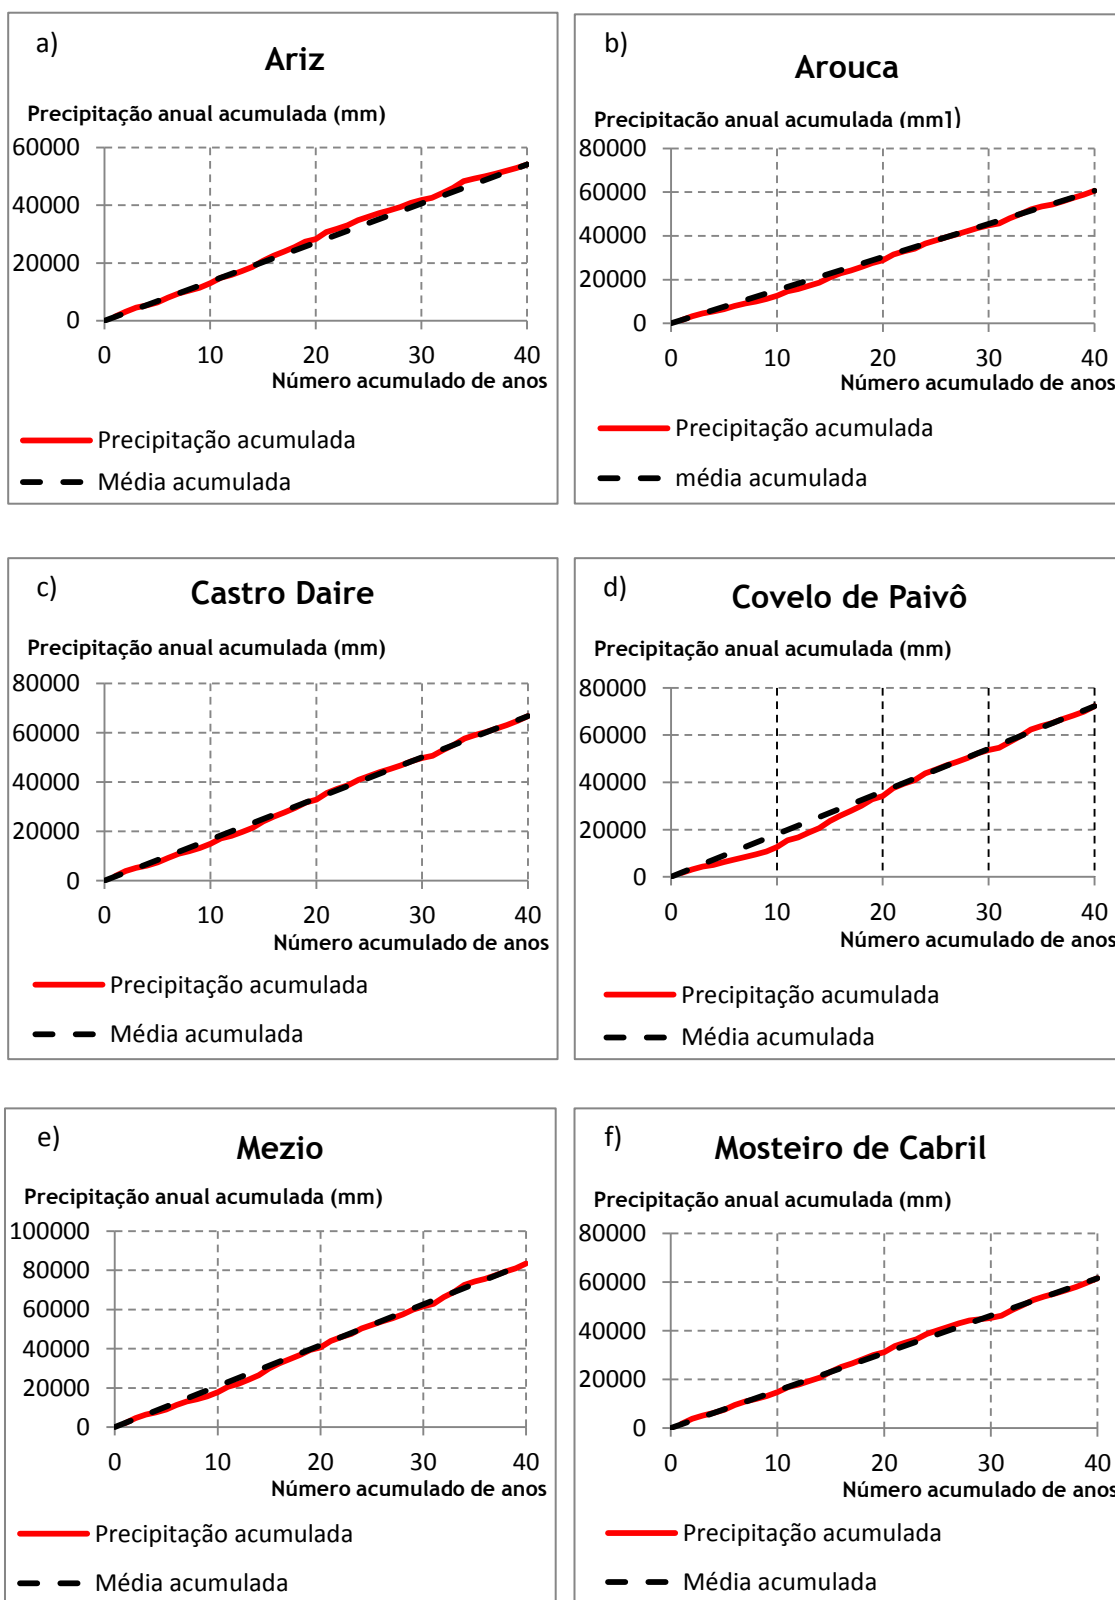 a)
Ariz
Precipitação anual acumulada (mm)
60000
40000
20000
0
0 10 20 30 40
Número acumulado de anos
Precipitação acumulada
Média acumulada
b)
Arouca
Precipitação anual acumulada (mm])
80000
60000
40000
20000
0
0 10 20 30 40
Número acumulado de anos
Precipitação acumulada
média acumulada
c)
Castro Daire
Precipitação anual acumulada (mm)
80000
60000
40000
20000
0
0 10 20 30 40
Número acumulado de anos
Precipitação acumulada
Média acumulada
d)
Covelo de Paivô
Precipitação anual acumulada (mm)
80000
60000
40000
20000
0
0 10 20 30 40
Número acumulado de anos
Precipitação acumulada
Média acumulada
e)
Mezio
Precipitação anual acumulada (mm)
100000
80000
60000
40000
20000
0
0 10 20 30 40
Número acumulado de anos
Precipitação acumulada
Média acumulada
f)
Mosteiro de Cabril
Precipitação anual acumulada (mm)
80000
60000
40000
20000
0
0 10 20 30 40
Número acumulado de anos
Precipitação acumulada
Média acumulada